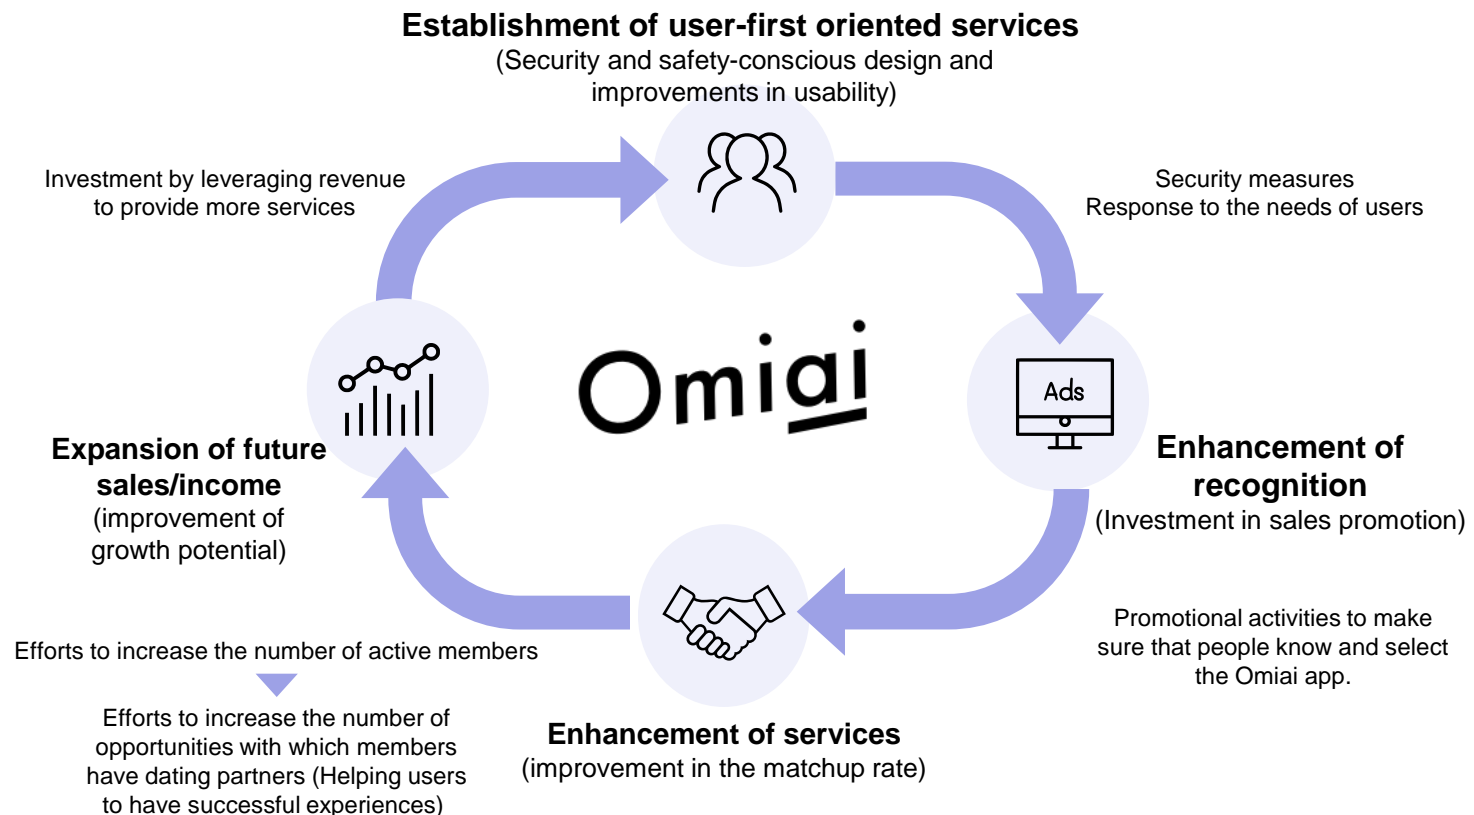 Establishment of user-first oriented services
(Security and safety-conscious design and
improvements in usability)
Investment by leveraging revenue
to provide more services
Security measures
Response to the needs of users
Omiai
Ads
Expansion of future
sales/income
(improvement of
growth potential)
Enhancement of
recognition
(Investment in sales promotion)
Promotional activities to make
sure that people know and select
the Omiai app.
Efforts to increase the number of active members
Efforts to increase the number of
opportunities with which members
have dating partners (Helping users
to have successful experiences)
Enhancement of services
(improvement in the matchup rate)